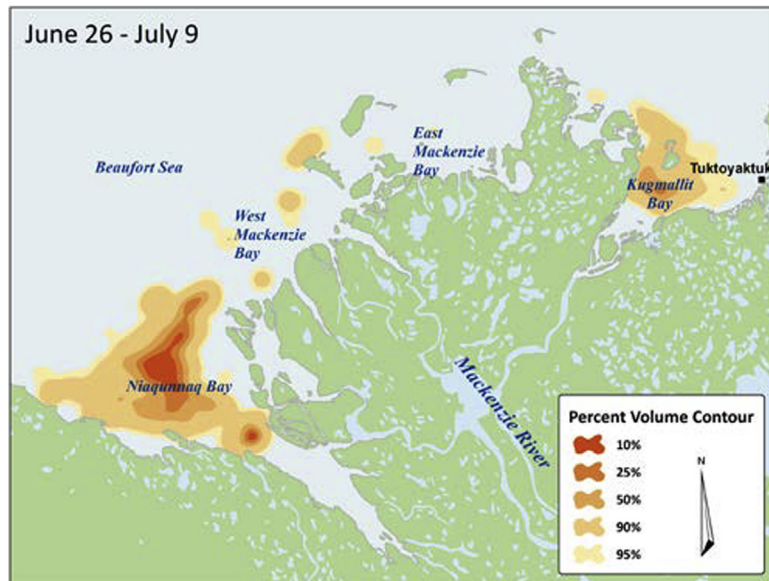 June 26 - July 9
Beaufort Sea
East
Mackenzie
Bay
Tuktoyaktuk
Kugmallit
Bay
West
Mackenzie
Bay
Niaqunnaq Bay
Mackenzie River
Percent Volume Contour
10%
25%
50%
90%
95%
N